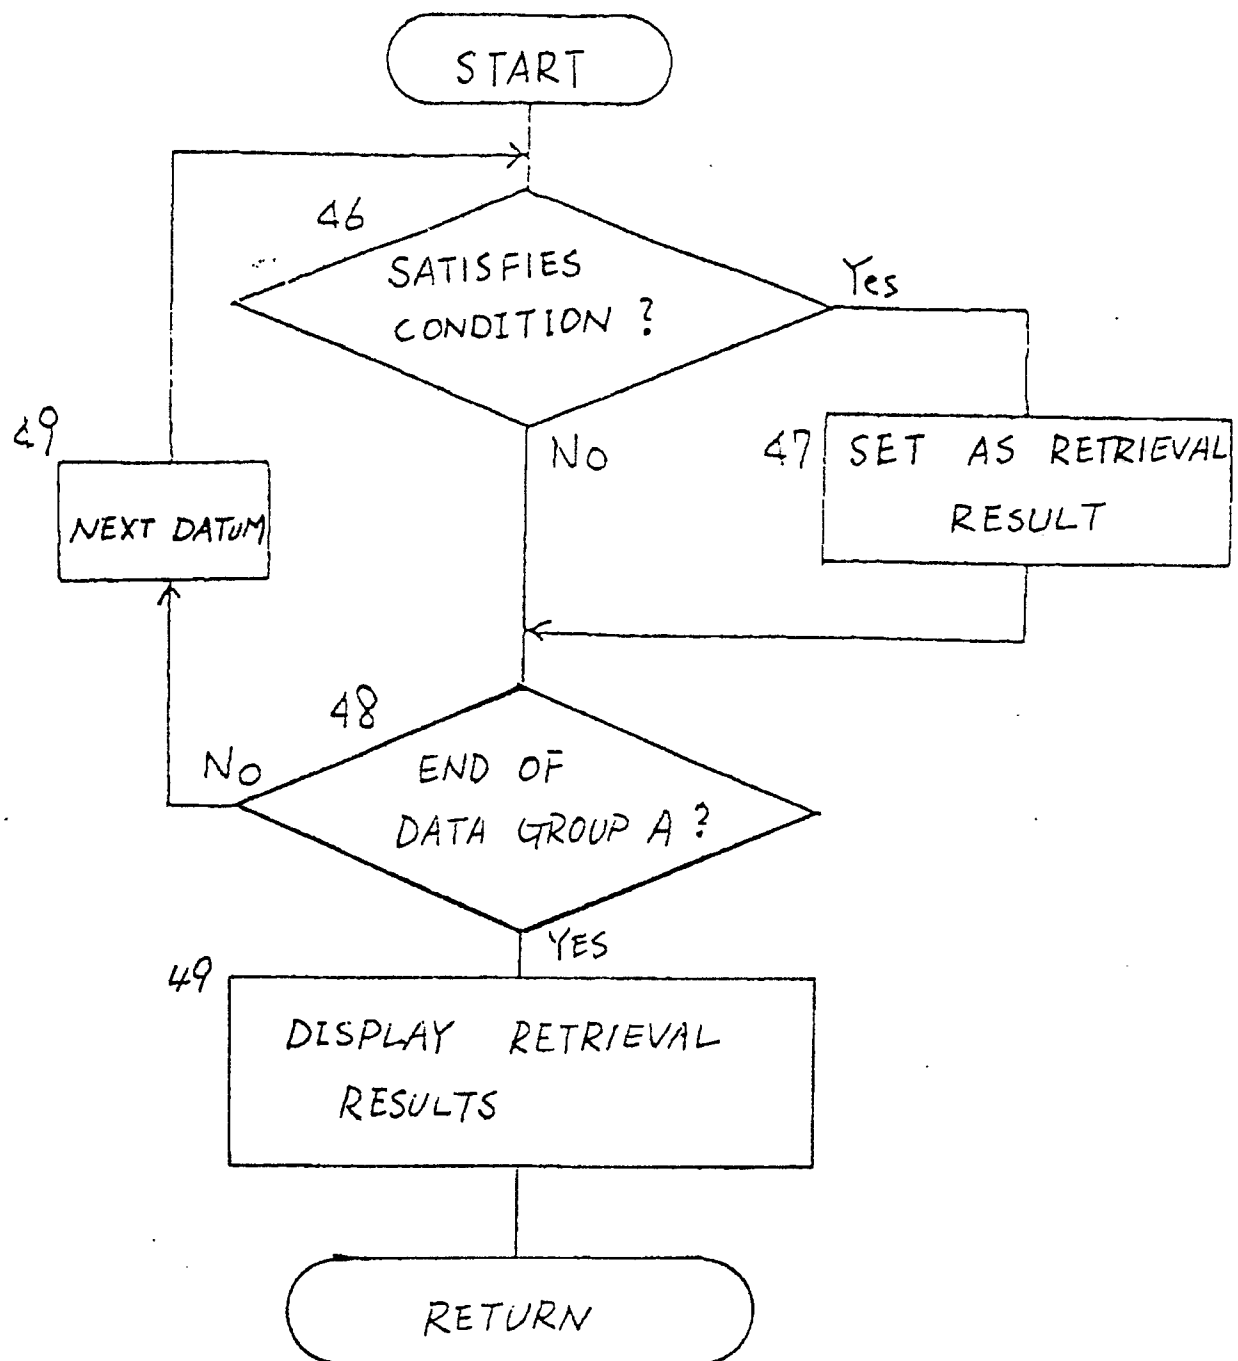 START
46
SATISFIES
CONDITION ?
Yes
No
47
SET AS RETRIEVAL
RESULT
49
NEXT DATUM
48
No
END OF
DATA GROUP A ?
YES
49
DISPLAY RETRIEVAL
RESULTS
RETURN